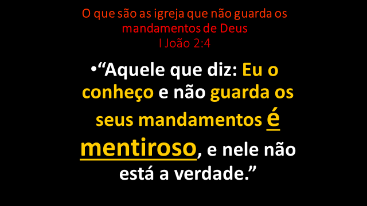 O que são as igreja que não guarda os
mandamentos de Deus
I João 2:4
•“Aquele que diz: Eu o
conheço e não guarda os
seus mandamentos é
mentiroso, e nele não
está a verdade.”